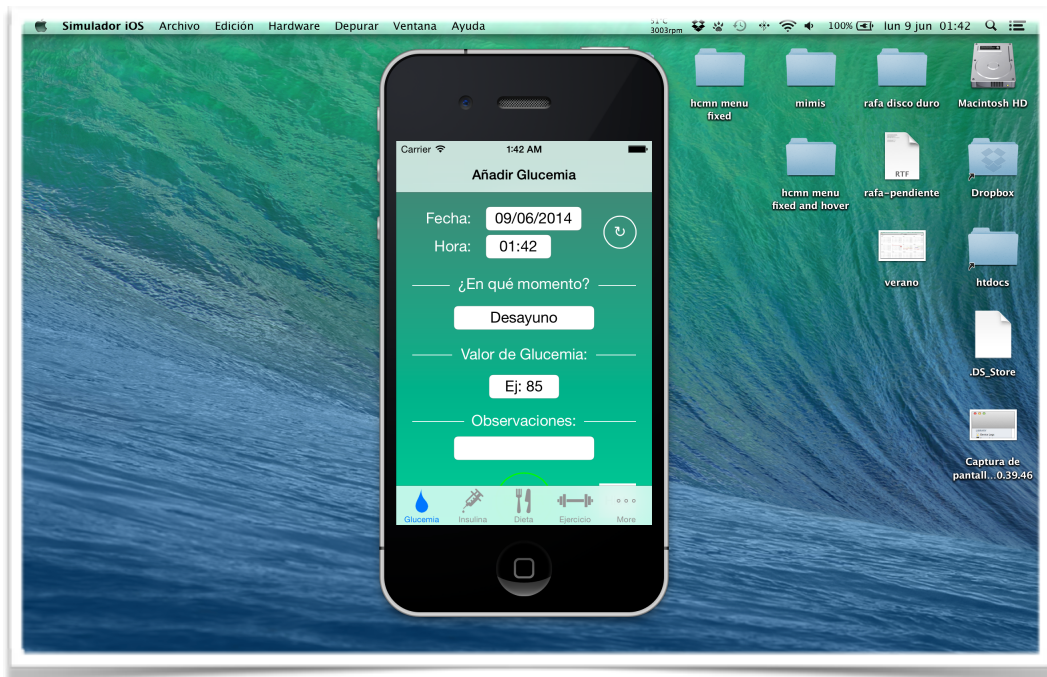 Simulador iOS Archivo Edición Hardware Depurar Ventana Ayuda
3003rpm
100%
lun 9 jun 01:42
hcmn menu
fixed
mimis
rafa disco duro
Macintosh HD
RTF
hcmn menu
fixed and hover
rafa-pendiente
Dropbox
verano
htdocs
.DS_Store
Captura de
pantall...0.39.46
Carrier
1:42 AM
Añadir Glucemia
Fecha: 09/06/2014
Hora: 01:42
↻
¿En qué momento?
Desayuno
Valor de Glucemia:
Ej: 85
Observaciones:
Glucemia Insulina Dieta Ejercicio More